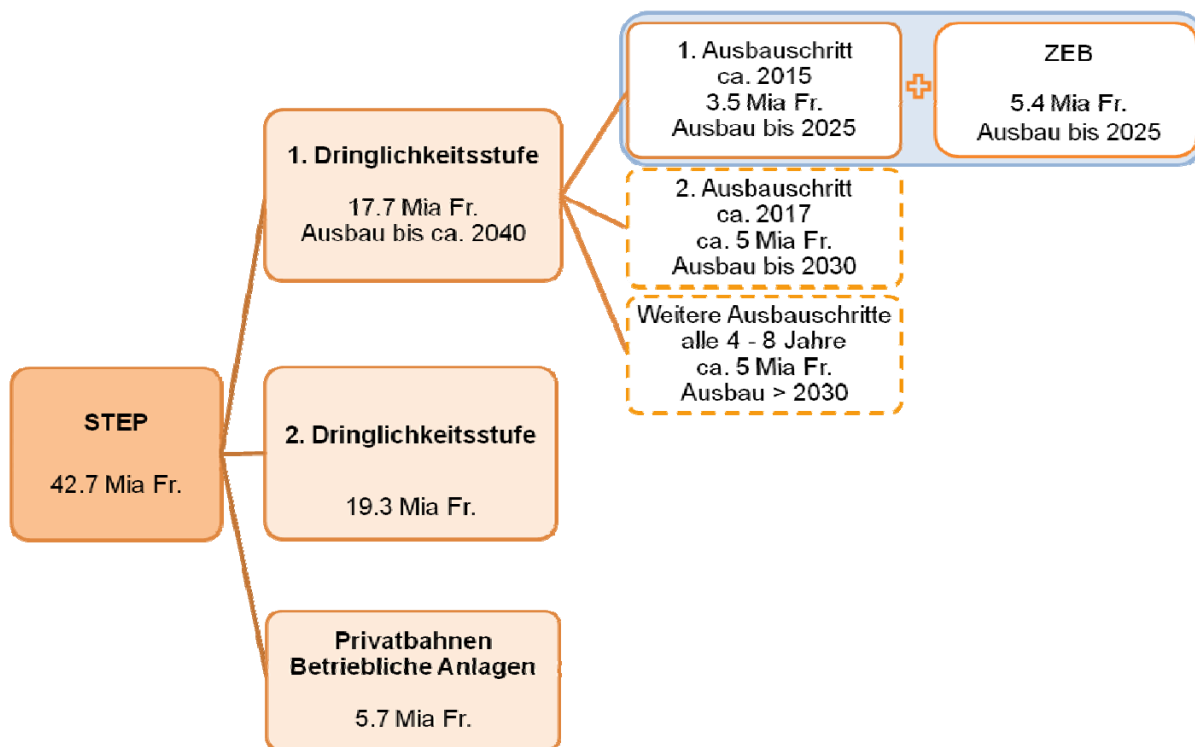 STEP
42.7 Mia Fr.
1. Dringlichkeitsstufe
17.7 Mia Fr.
Ausbau bis ca. 2040
2. Dringlichkeitsstufe
19.3 Mia Fr.
Privatbahnen
Betriebliche Anlagen
5.7 Mia Fr.
1. Ausbauschritt
ca. 2015
3.5 Mia Fr.
Ausbau bis 2025
ZEB
5.4 Mia Fr.
Ausbau bis 2025
2. Ausbauschritt
ca. 2017
ca. 5 Mia Fr.
Ausbau bis 2030
Weitere Ausbauschritte
alle 4 - 8 Jahre
ca. 5 Mia Fr.
Ausbau > 2030